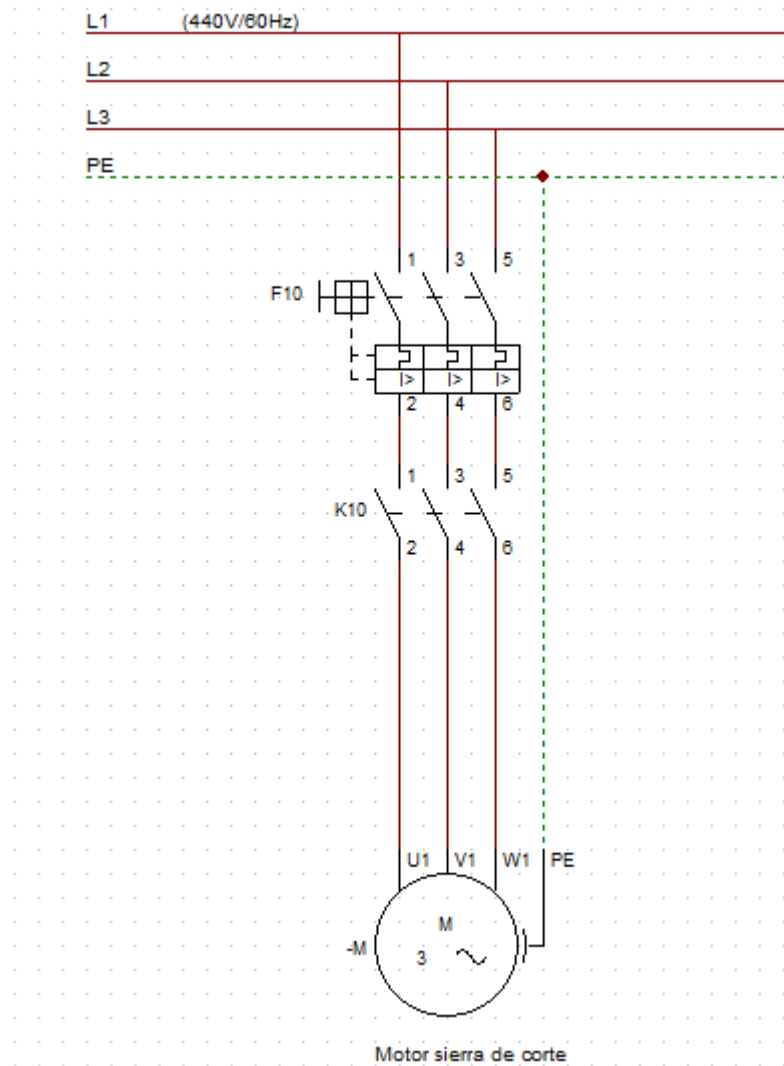 L1 (440V/60Hz)
L2
L3
PE
1 3 5
F10
I> I> I>
2 4 6
1 3 5
K10
2 4 6
U1 V1 W1 PE
M
-M 3
Motor sierra de corte